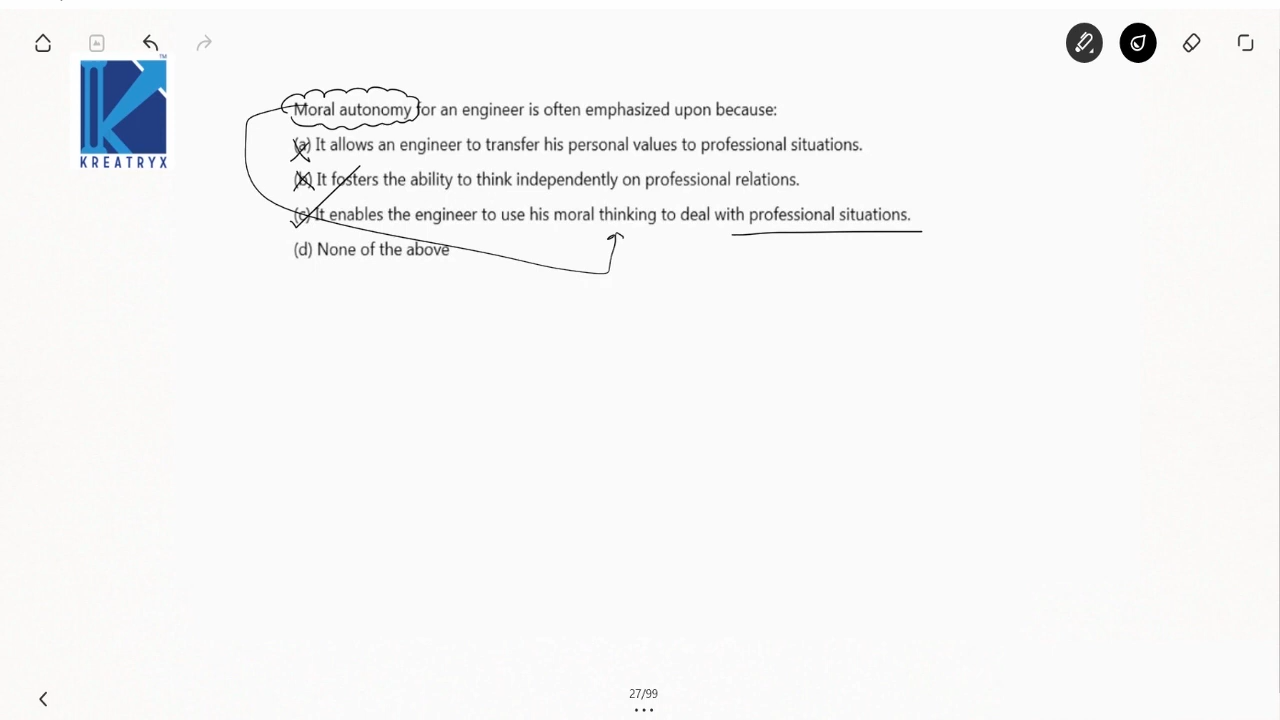 TM
KREATRYX
Moral autonomy for an engineer is often emphasized upon because:
(a) It allows an engineer to transfer his personal values to professional situations.
(b) It fosters the ability to think independently on professional relations.
(c) It enables the engineer to use his moral thinking to deal with professional situations.
(d) None of the above
27/99